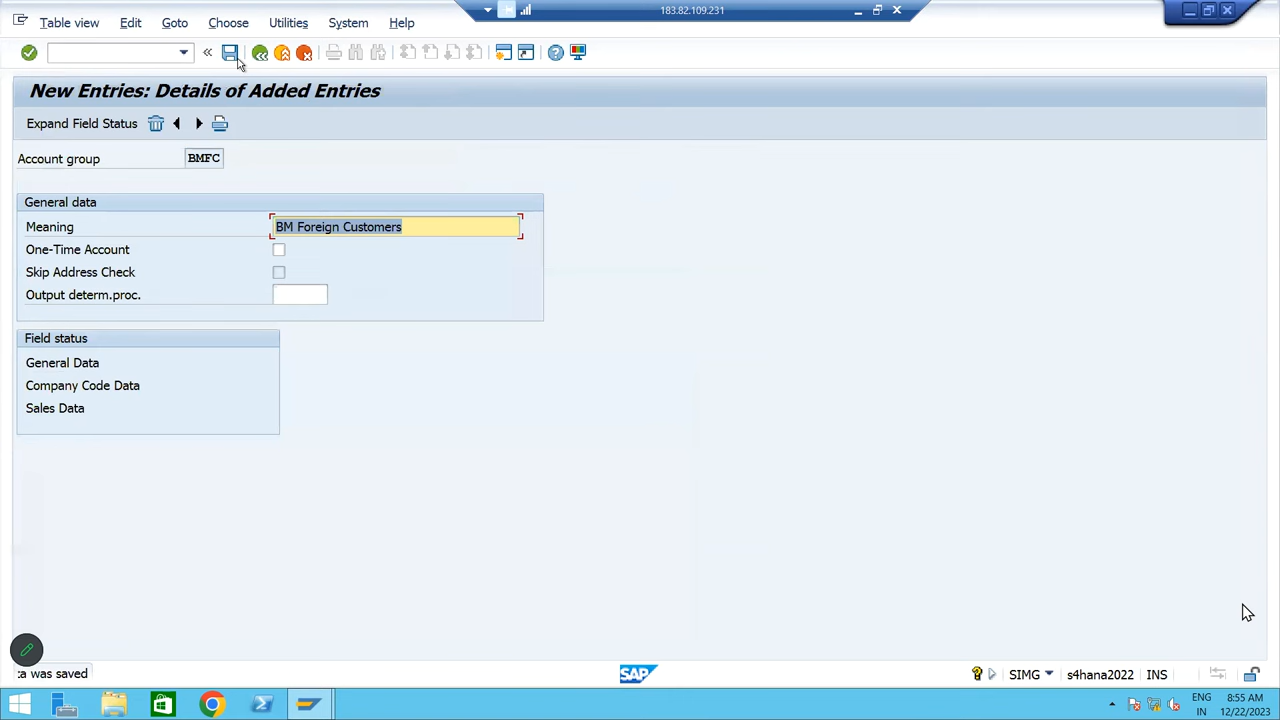 183.82.109.231
Table view Edit Goto Choose Utilities System Help
New Entries: Details of Added Entries
Expand Field Status
Account group BMFC
General data
Meaning BM Foreign Customers
One-Time Account
Skip Address Check
Output determ.proc.
Field status
General Data
Company Code Data
Sales Data
ta was saved
SAP
SIMG s4hana2022 INS
ENG 8:55 AM
IN 12/22/2023